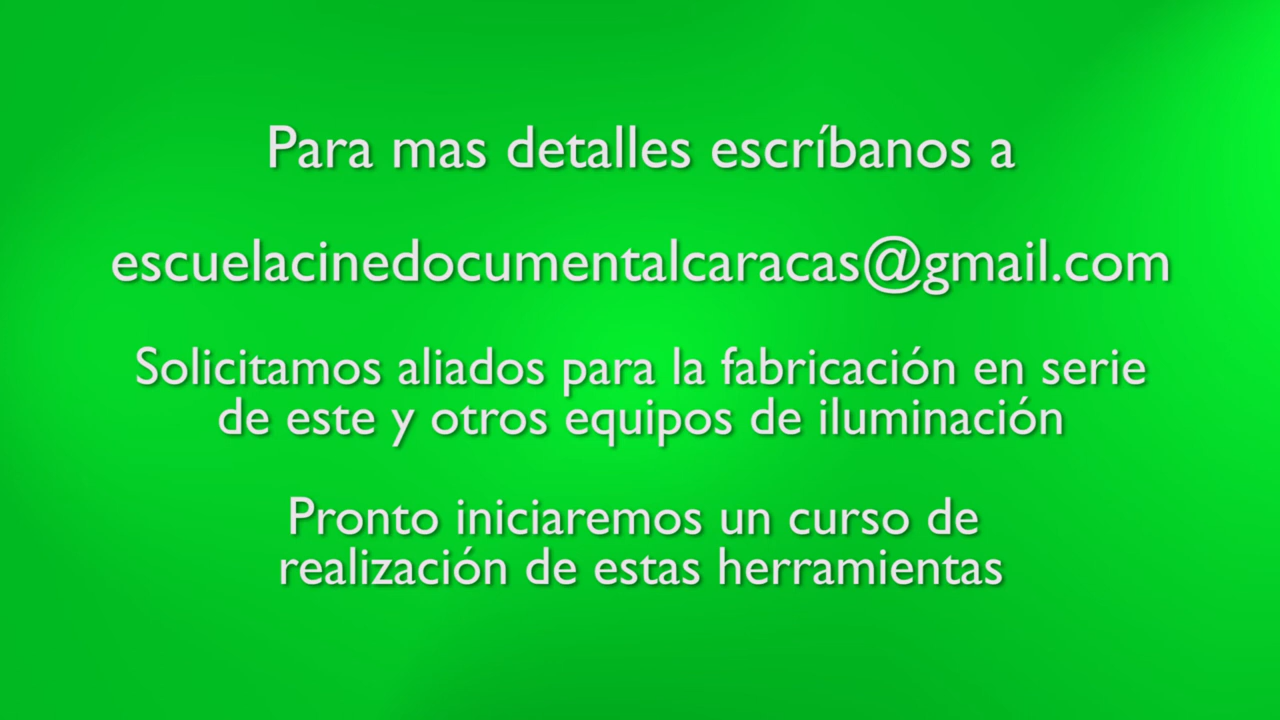 Para mas detalles escríbanos a
escuelacinedocumentalcaracas@gmail.com
Solicitamos aliados para la fabricación en serie
de este y otros equipos de iluminación
Pronto iniciaremos un curso de
realización de estas herramientas